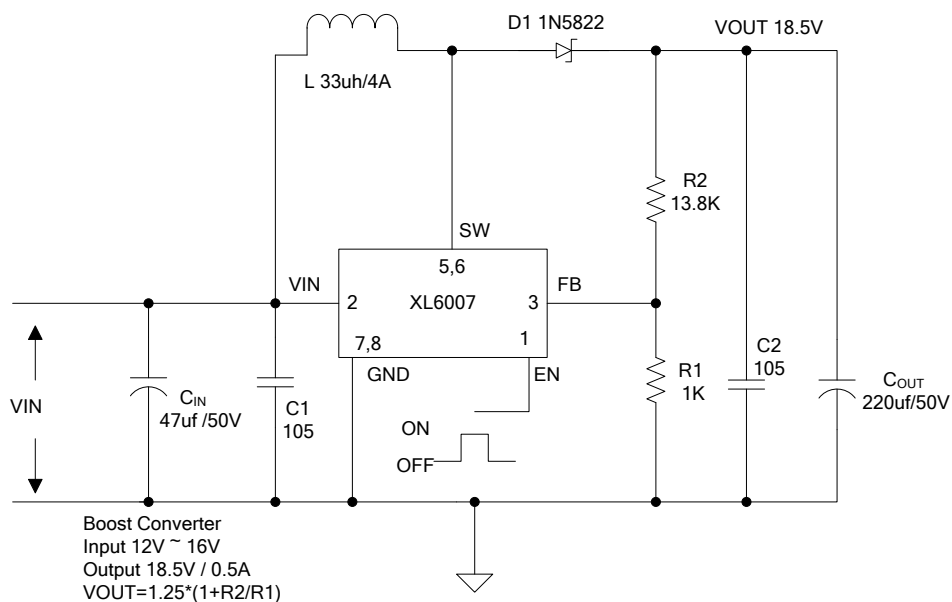 D1 1N5822
VOUT 18.5V
L 33uh/4A
R2
13.8K
SW
5,6
VIN
FB
2
XL6007
3
7,8
1
GND
EN
R1
1K
C2
105
COUT
220uf/50V
VIN
CIN
47uf /50V
C1
105
ON
OFF
Boost Converter
Input 12V ~ 16V
Output 18.5V / 0.5A
VOUT=1.25*(1+R2/R1)